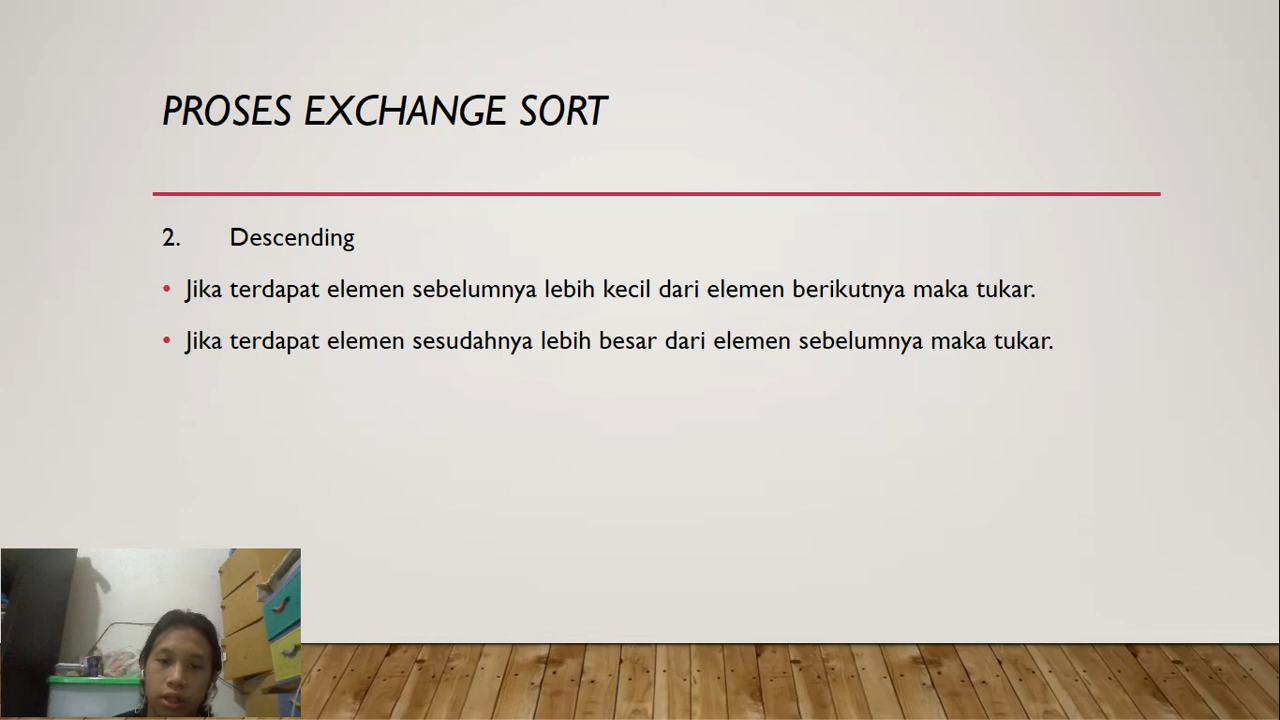 PROSES EXCHANGE SORT
2. Descending
• Jika terdapat elemen sebelumnya lebih kecil dari elemen berikutnya maka tukar.
• Jika terdapat elemen sesudahnya lebih besar dari elemen sebelumnya maka tukar.